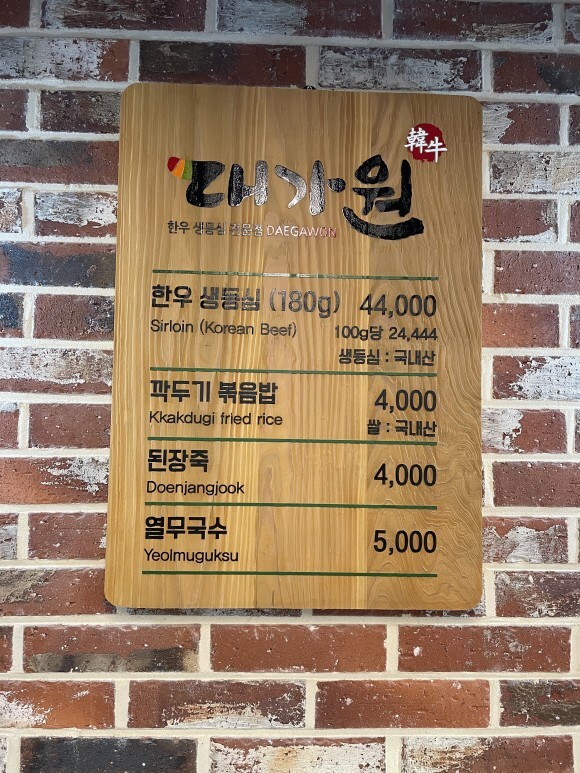 韓牛
대가원
한우 생등심 전문점 DAEGAWON
한우 생등심 (180g) 44,000
Sirloin (Korean Beef) 100g당 24,444
생등심 : 국내산
깍두기 볶음밥 4,000
Kkakdugi fried rice 쌀 : 국내산
된장죽 4,000
Doenjangjook
열무국수 5,000
Yeolmuguksu